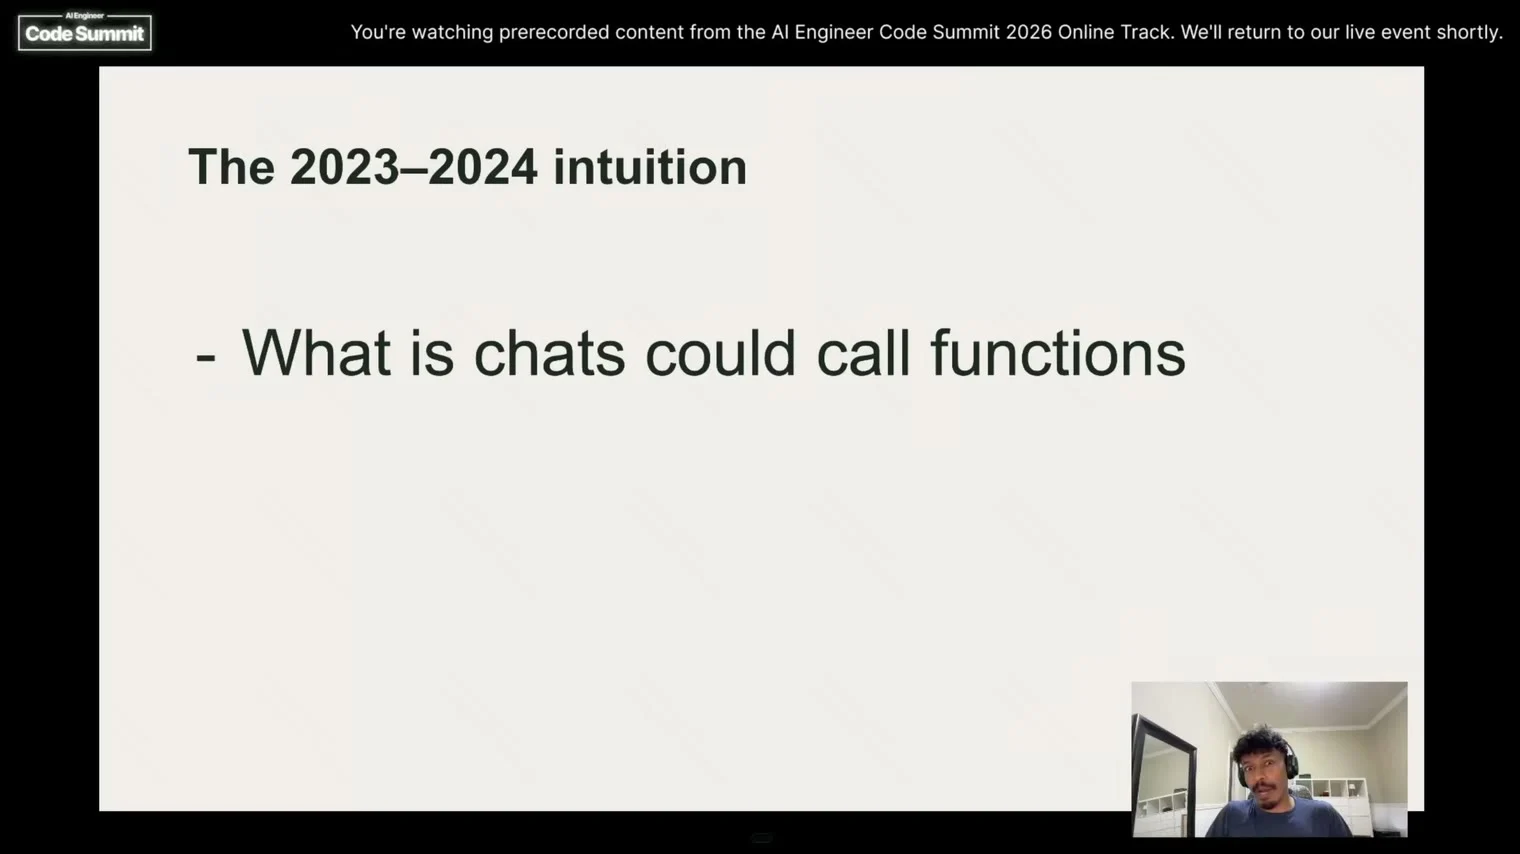 AI Engineer
Code Summit
You're watching prerecorded content from the AI Engineer Code Summit 2026 Online Track. We'll return to our live event shortly.
The 2023–2024 intuition
- What is chats could call functions